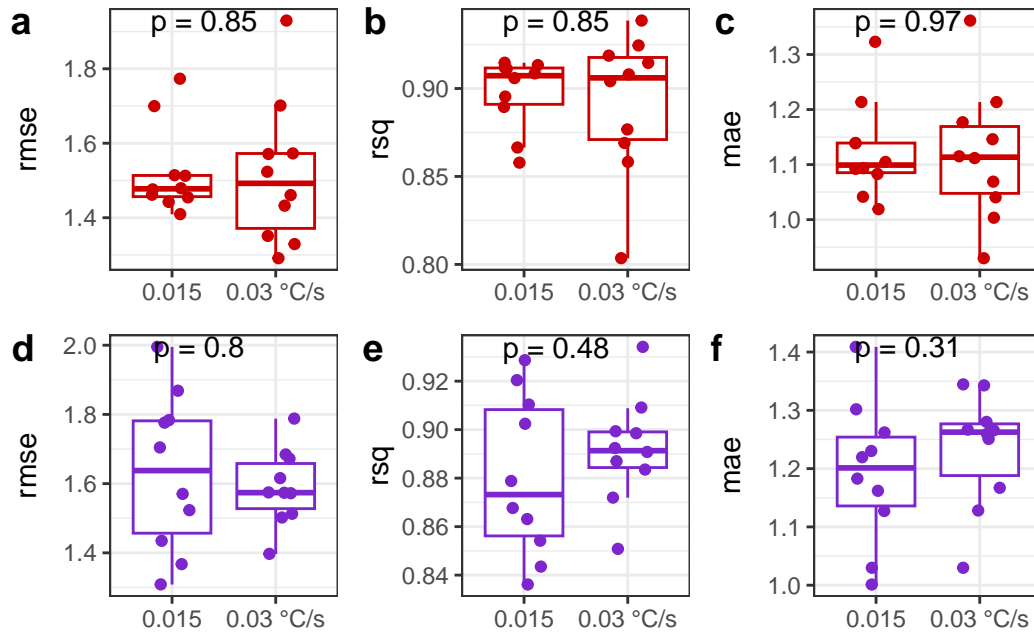 a
p = 0.85
rmse
1.8
1.6
1.4
0.015
0.03 °C/s
b
p = 0.85
rsq
0.90
0.85
0.80
0.015
0.03 °C/s
c
p = 0.97
mae
1.3
1.2
1.1
1.0
0.015
0.03 °C/s
d
p = 0.8
rmse
2.0
1.8
1.6
1.4
0.015
0.03 °C/s
e
p = 0.48
rsq
0.92
0.90
0.88
0.86
0.84
0.015
0.03 °C/s
f
p = 0.31
mae
1.4
1.3
1.2
1.1
1.0
0.015
0.03 °C/s